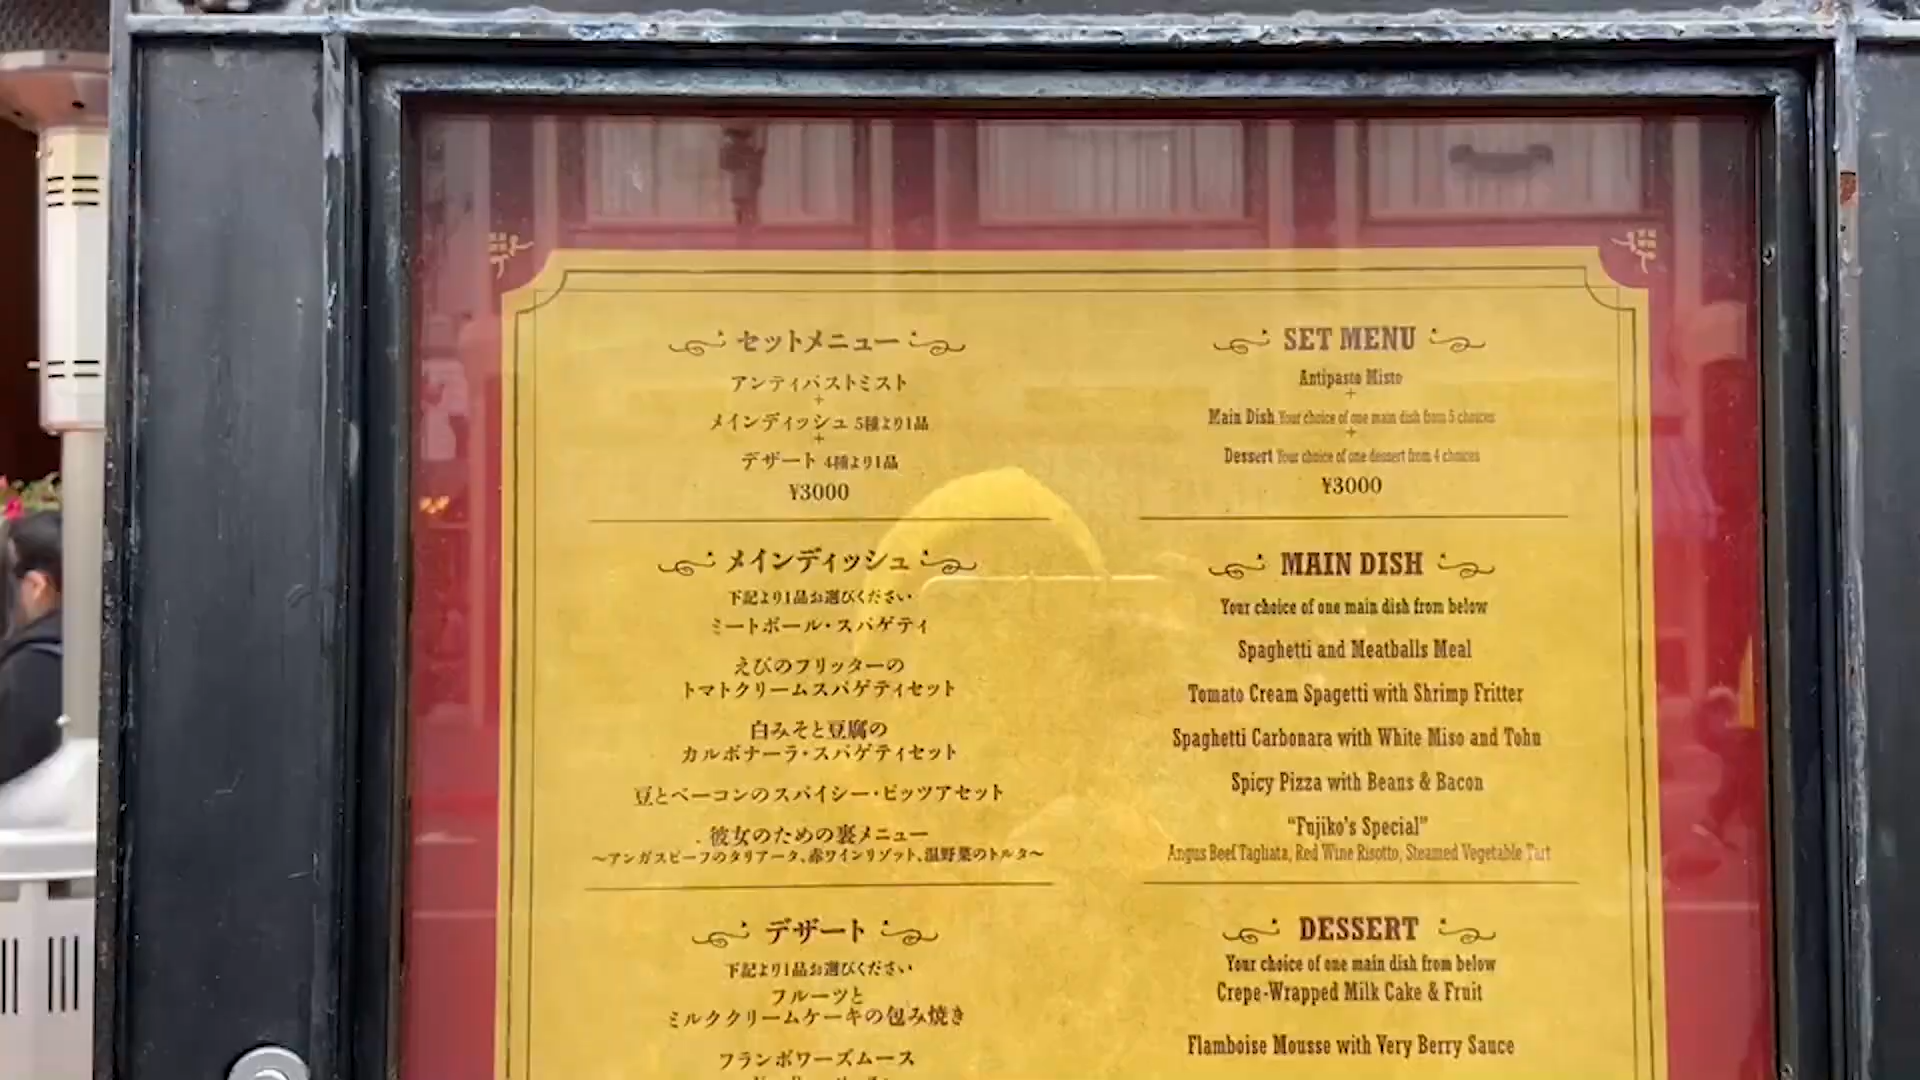 セットメニュー
アンティパストミスト
+
メインディッシュ 5種より1品
+
デザート 4種より1品
¥3000
メインディッシュ
下記より1品お選びください
ミートボール・スパゲティ
えびのフリッターの
トマトクリームスパゲティセット
白みそと豆腐の
カルボナーラ・スパゲティセット
豆とベーコンのスパイシー・ピッツアセット
彼女のための裏メニュー
～アンガスビーフのタリアータ、赤ワインリゾット、温野菜のトルタ～
デザート
下記より1品お選びください
フルーツと
ミルククリームケーキの包み焼き
フランボワーズムース
SET MENU
Antipasto Misto
+
Main Dish Your choice of one main dish from 5 choices
+
Dessert Your choice of one dessert from 4 choices
¥3000
MAIN DISH
Your choice of one main dish from below
Spaghetti and Meatballs Meal
Tomato Cream Spagetti with Shrimp Fritter
Spaghetti Carbonara with White Miso and Tohu
Spicy Pizza with Beans & Bacon
"Fujiko's Special"
Angus Beef Tagliata, Red Wine Risotto, Steamed Vegetable Tart
DESSERT
Your choice of one main dish from below
Crepe-Wrapped Milk Cake & Fruit
Flamboise Mousse with Very Berry Sauce